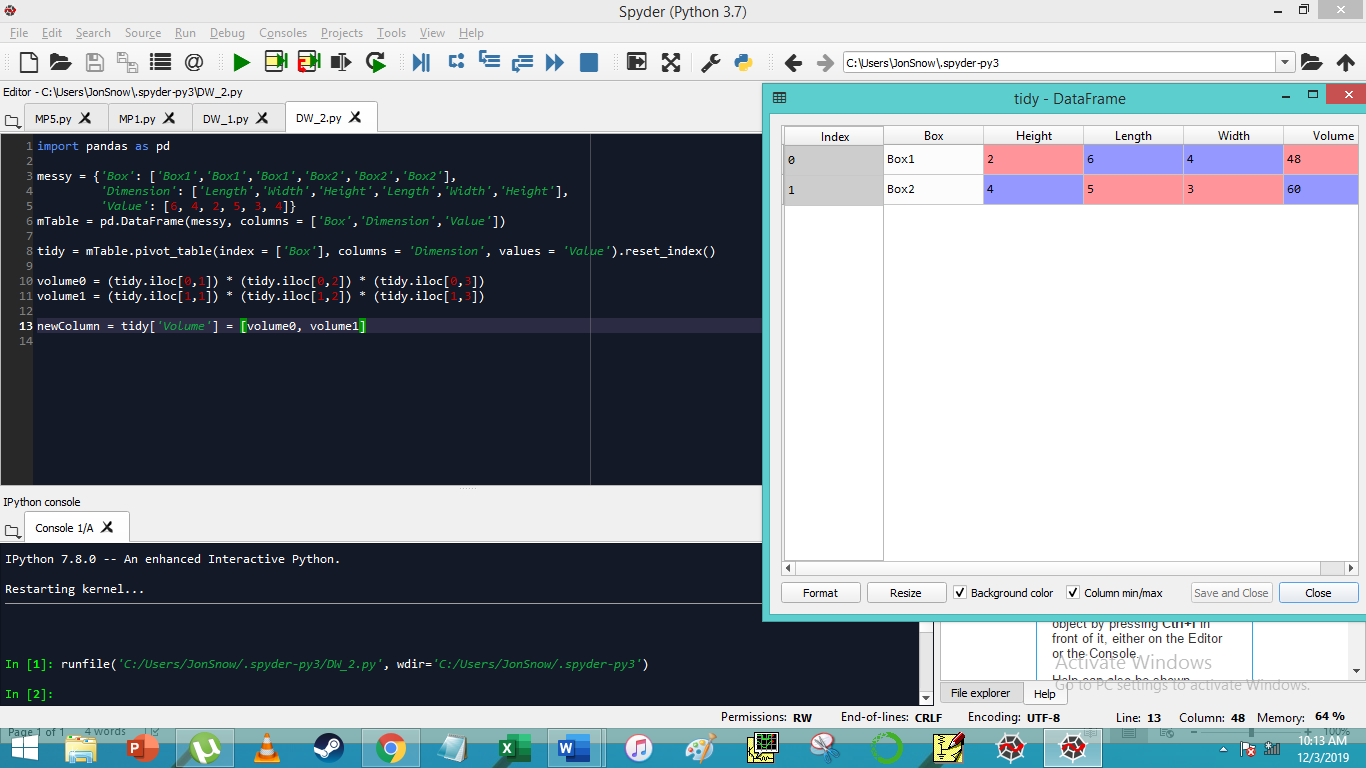 Spyder (Python 3.7)
File Edit Search Source Run Debug Consoles Projects Tools View Help
C:\Users\JonSnow\.spyder-py3
Editor - C:\Users\JonSnow\.spyder-py3\DW_2.py
MP5.py MP1.py DW_1.py DW_2.py
1 import pandas as pd
2
3 messy = {'Box': ['Box1','Box1','Box1','Box2','Box2','Box2'],
4 'Dimension': ['Length','Width','Height','Length','Width','Height'],
5 'Value': [6, 4, 2, 5, 3, 4]}
6 mTable = pd.DataFrame(messy, columns = ['Box','Dimension','Value'])
7
8 tidy = mTable.pivot_table(index = ['Box'], columns = 'Dimension', values = 'Value').reset_index()
9
10 volume0 = (tidy.iloc[0,1]) * (tidy.iloc[0,2]) * (tidy.iloc[0,3])
11 volume1 = (tidy.iloc[1,1]) * (tidy.iloc[1,2]) * (tidy.iloc[1,3])
12
13 newColumn = tidy['Volume'] = [volume0, volume1]
14
tidy - DataFrame
Index Box Height Length Width Volume
0 Box1 2 6 4 48
1 Box2 4 5 3 60
Format Resize Background color Column min/max Save and Close Close
IPython console
Console 1/A
IPython 7.8.0 -- An enhanced Interactive Python.
Restarting kernel...
In [1]: runfile('C:/Users/JonSnow/.spyder-py3/DW_2.py', wdir='C:/Users/JonSnow/.spyder-py3')
In [2]:
object by pressing Ctrl+I in
front of it, either on the Editor
or the Console.
Help can also be shown
Activate Windows
Go to PC settings to activate Windows.
File explorer Help
Permissions: RW End-of-lines: CRLF Encoding: UTF-8 Line: 13 Column: 48 Memory: 64 %
Page 1 of 1 4 words 100%
10:13 AM
12/3/2019